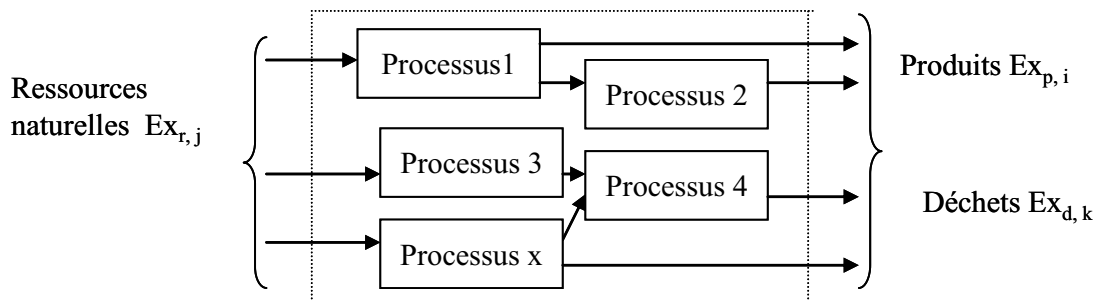 Ressources
naturelles Ex_{r, j}
Processus1
Processus 2
Processus 3
Processus 4
Processus x
Produits Ex_{p, i}
Déchets Ex_{d, k}